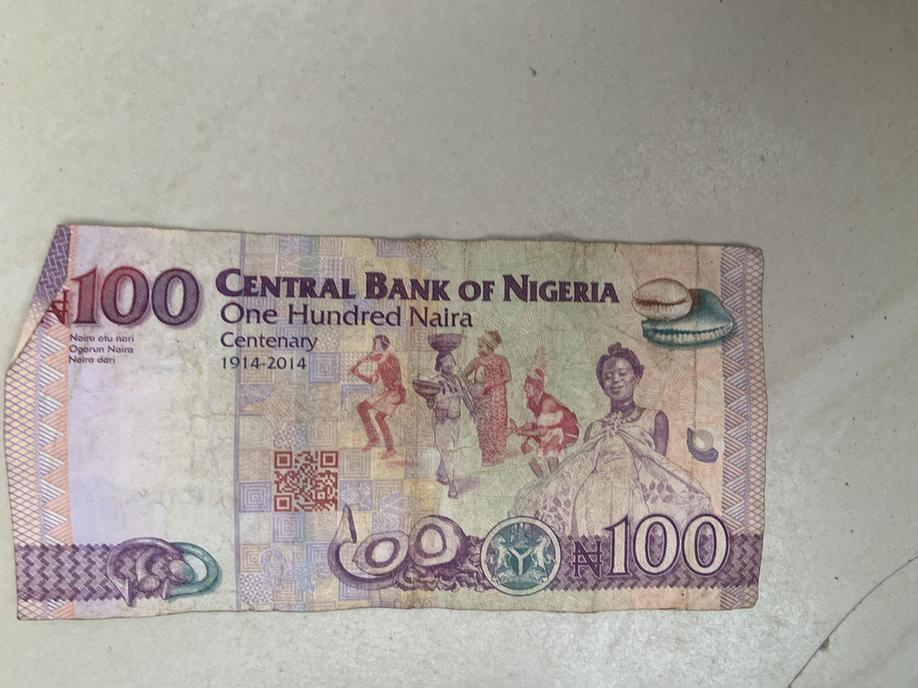 ₦100
CENTRAL BANK OF NIGERIA
One Hundred Naira
Centenary
1914-2014
Naira otu nari
Ogorun Naira
Naira dari
₦100